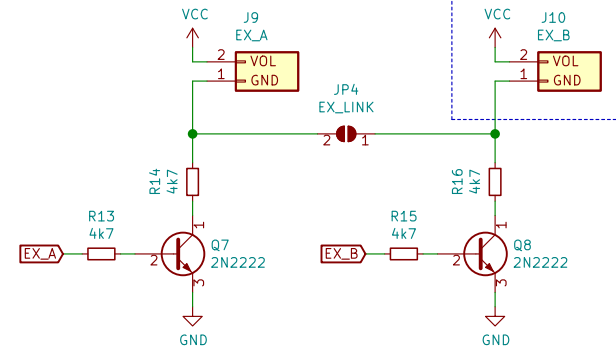 VCC
J9
EX_A
2 VOL
1 GND
VCC
J10
EX_B
2 VOL
1 GND
JP4
EX_LINK
2 1
R14
4k7
R16
4k7
R13
4k7
EX_A
1
2
3
Q7
2N2222
GND
R15
4k7
EX_B
1
2
3
Q8
2N2222
GND